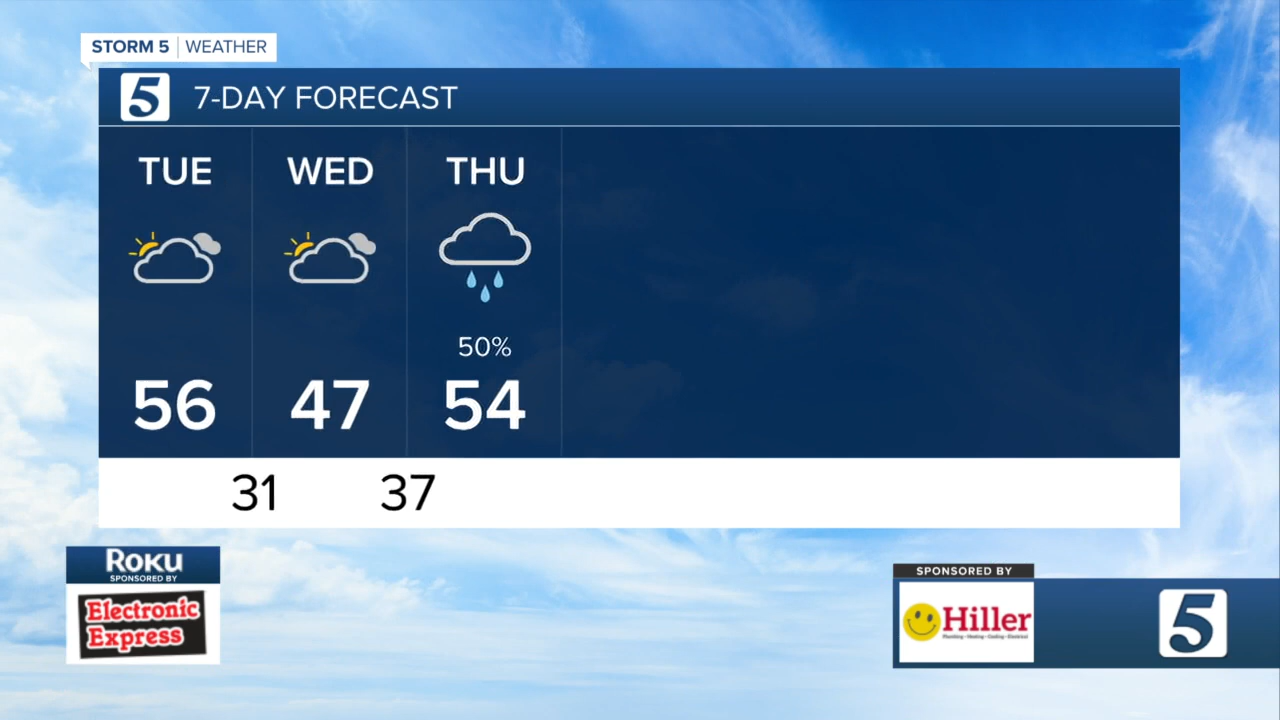 STORM 5 | WEATHER
5 7-DAY FORECAST
TUE WED THU
50%
56 47 54
31 37
ROKU
SPONSORED BY
Electronic
Express
SPONSORED BY
Hiller
Plumbing • Heating • Cooling • Electrical
5